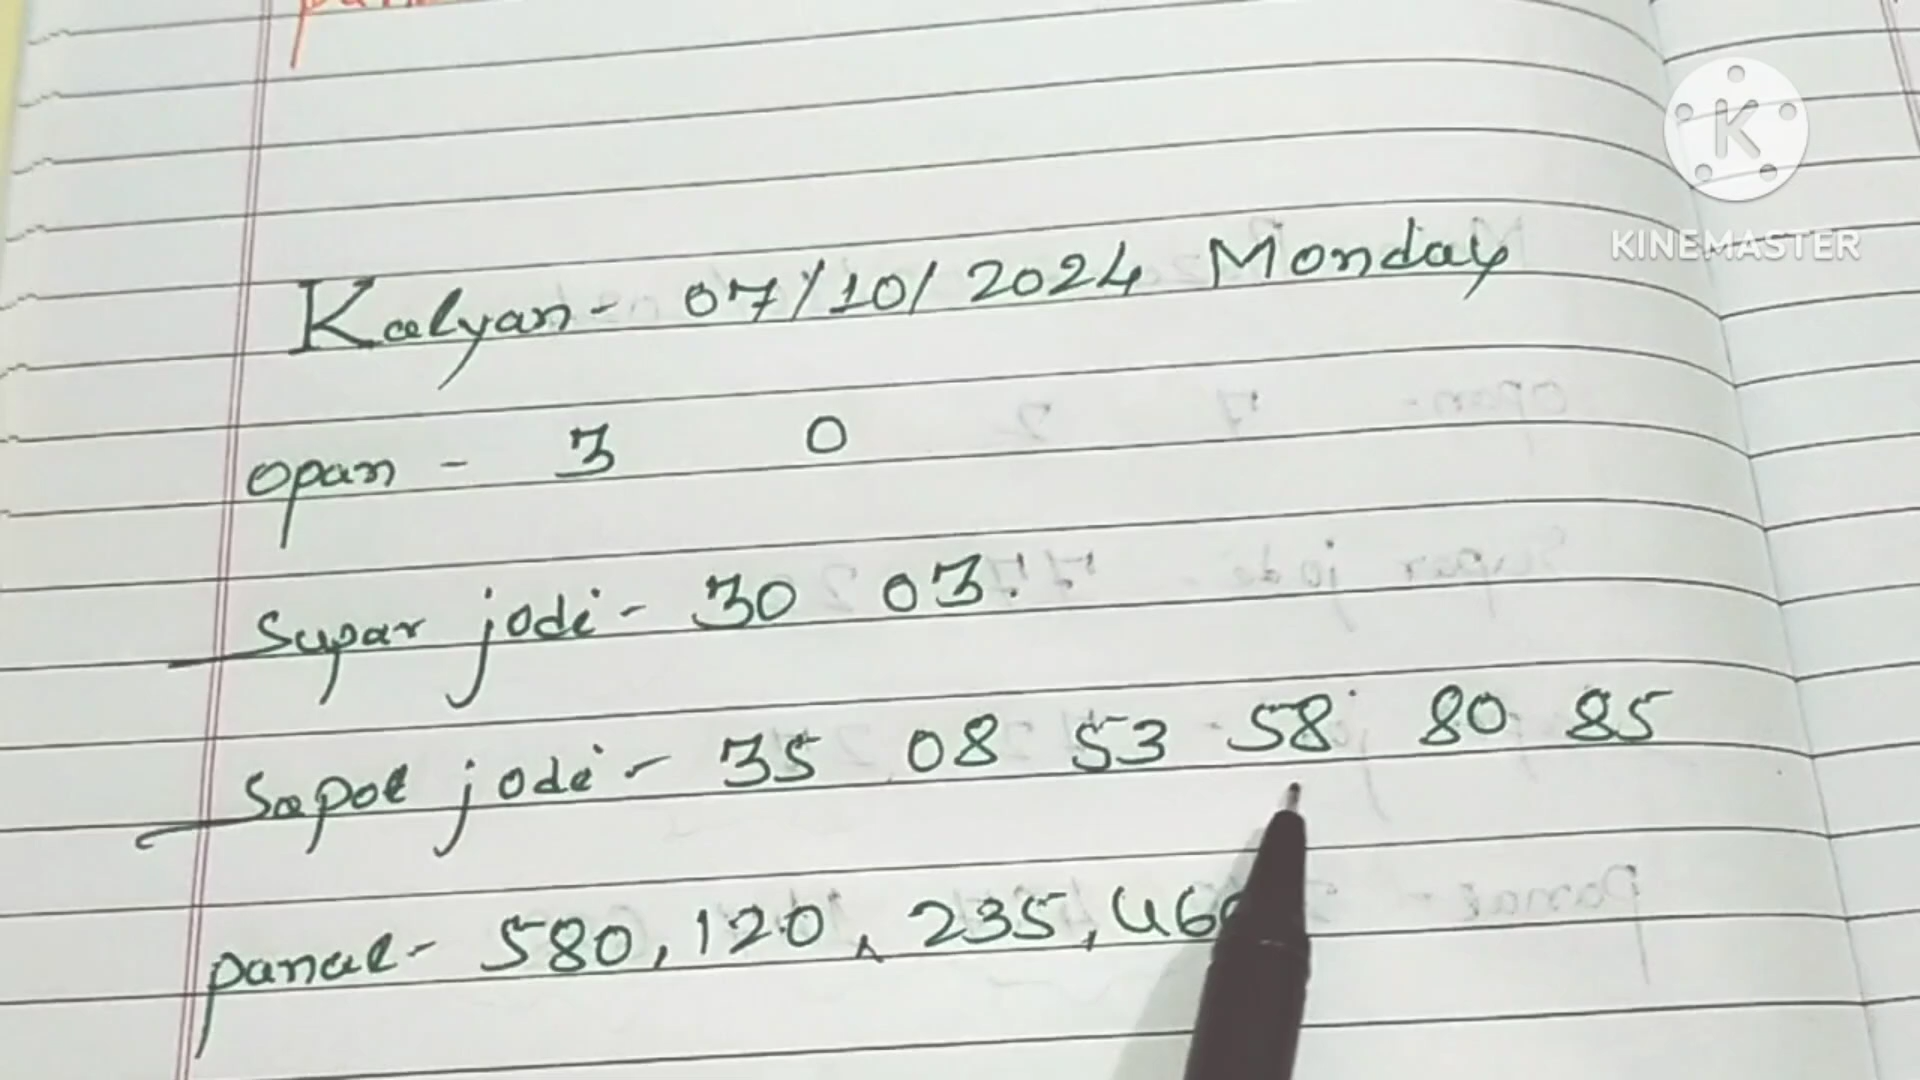 KINEMASTER
Kalyan- 07/10/2024 Monday
opan - 3 0
Supar jodi - 30 03.
Sapot jodi - 35 08 53 58 80 85
panal - 580, 120, 235,